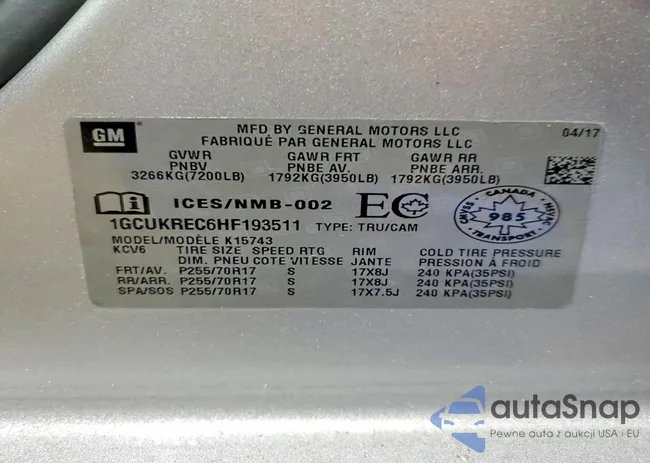 GM
MFD BY GENERAL MOTORS LLC
FABRIQUÉ PAR GENERAL MOTORS LLC
04/17
GVWR GAWR FRT GAWR RR
PNBV PNBE AV. PNBE ARR.
3266KG(7200LB) 1792KG(3950LB) 1792KG(3950LB)
ICES/NMB-002 EC
CANADA
985
TRANSPORT
1GCUKREC6HF193511 TYPE: TRU/CAM
MODEL/MODÈLE K15743
KCV6 TIRE SIZE SPEED RTG RIM COLD TIRE PRESSURE
DIM. PNEU COTE VITESSE JANTE PRESSION À FROID
FRT/AV. P255/70R17 S 17X8J 240 KPA(35PSI)
RR/ARR. P255/70R17 S 17X8J 240 KPA(35PSI)
SPA/SOS P255/70R17 S 17X7.5J 240 KPA(35PSI)
autaSnap
Pewne auta z aukcji USA i EU